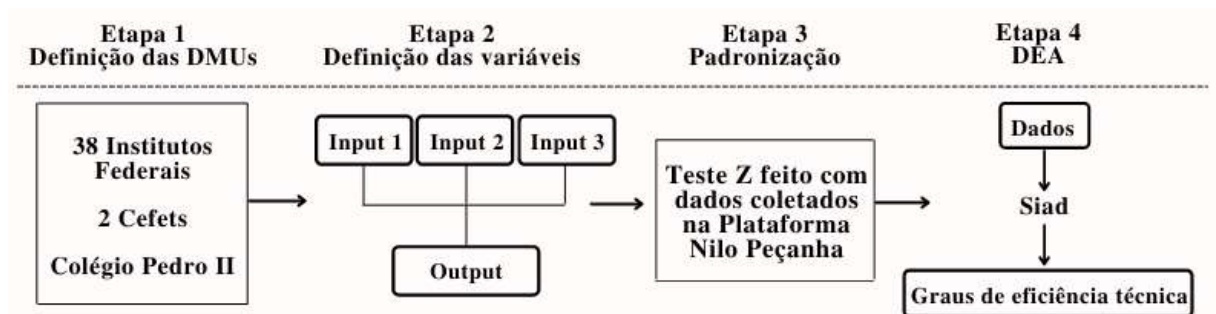 Etapa 1
Definição das DMUs
Etapa 2
Definição das variáveis
Etapa 3
Padronização
Etapa 4
DEA
38 Institutos
Federais
2 Cefets
Colégio Pedro II
Input 1
Input 2
Input 3
Output
Teste Z feito com
dados coletados
na Plataforma
Nilo Peçanha
Dados
Siad
Graus de eficiência técnica